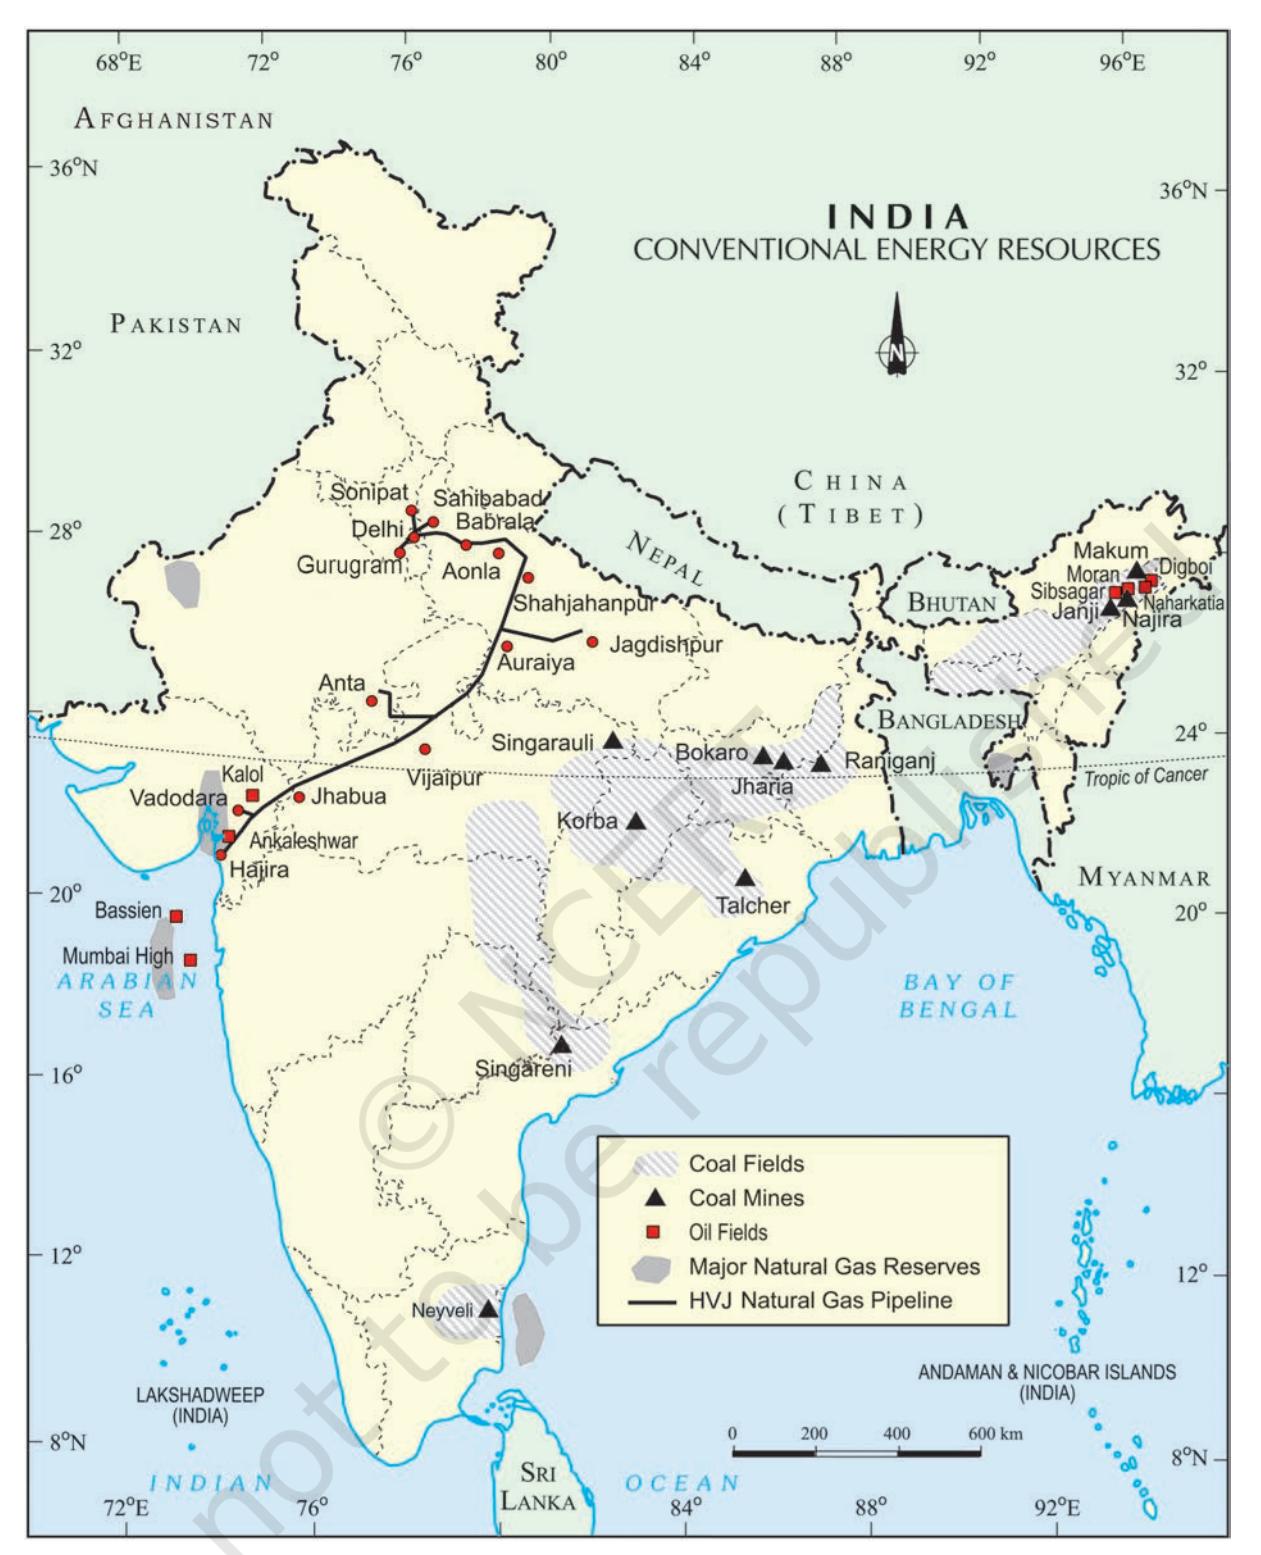 68°E 72° 76° 80° 84° 88° 92° 96°E
AFGHANISTAN
36°N
36°N
INDIA
CONVENTIONAL ENERGY RESOURCES
PAKISTAN
N
32°
32°
CHINA
(TIBET)
Sonipat
Sahibabad
Delhi
Babrala
28°
NEPAL
Gurugram
Aonla
Makum
Moran
Digboi
Sibsagar
Naharkatia
Janji
Najira
BHUTAN
Shahjahanpur
Jagdishpur
Auraiya
Anta
BANGLADESH
24°
Singarauli
Bokaro
Raniganj
Jharia
Tropic of Cancer
Kalol
Vijaipur
Vadodara
Jhabua
Korba
Ankaleshwar
Hajira
MYANMAR
20°
20°
Talcher
Bassien
Mumbai High
ARABIAN
SEA
BAY OF
BENGAL
16°
Singareni
Coal Fields
Coal Mines
Oil Fields
Major Natural Gas Reserves
HVJ Natural Gas Pipeline
12°
12°
Neyveli
LAKSHADWEEP
(INDIA)
ANDAMAN & NICOBAR ISLANDS
(INDIA)
0 200 400 600 km
8°N
8°N
INDIAN
OCEAN
SRI
LANKA
72°E 76° 84° 88° 92°E
© NCERT
not to be republished